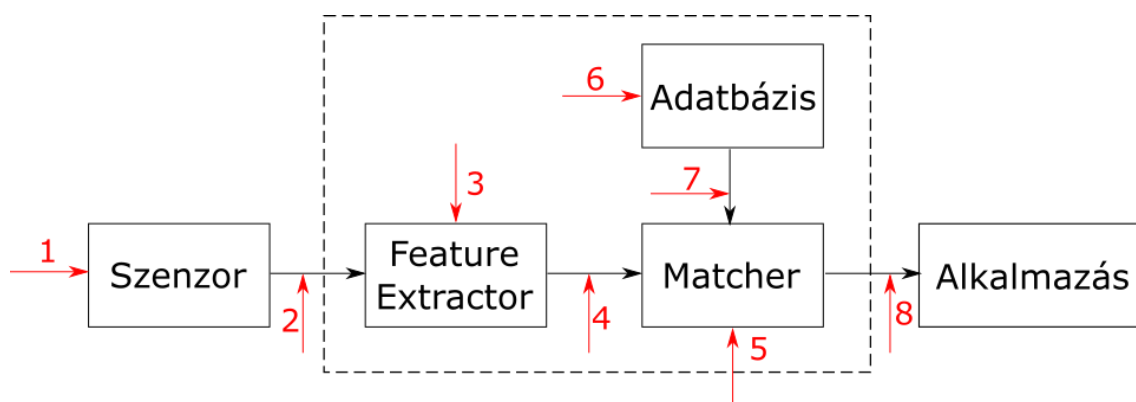 6
Adatbázis
3
7
1
Szenzor
Feature
Extractor
Matcher
Alkalmazás
2
4
5
8